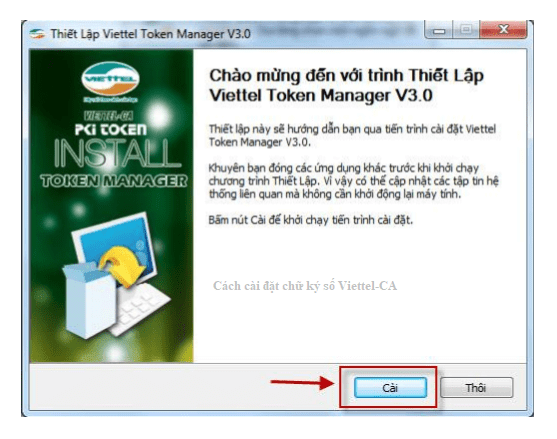 Thiết Lập Viettel Token Manager V3.0
VIETTEL
VIETTEL-CA
PKI TOKEN
INSTALL
TOKEN MANAGER
Chào mừng đến với trình Thiết Lập
Viettel Token Manager V3.0
Thiết lập này sẽ hướng dẫn bạn qua tiến trình cài đặt Viettel
Token Manager V3.0.
Khuyên bạn đóng các ứng dụng khác trước khi khởi chạy
chương trình Thiết Lập. Vì vậy có thể cập nhật các tập tin hệ
thống liên quan mà không cần khởi động lại máy tính.
Bấm nút Cài để khởi chạy tiến trình cài đặt.
Cách cài đặt chữ ký số Viettel-CA
Cài
Thôi